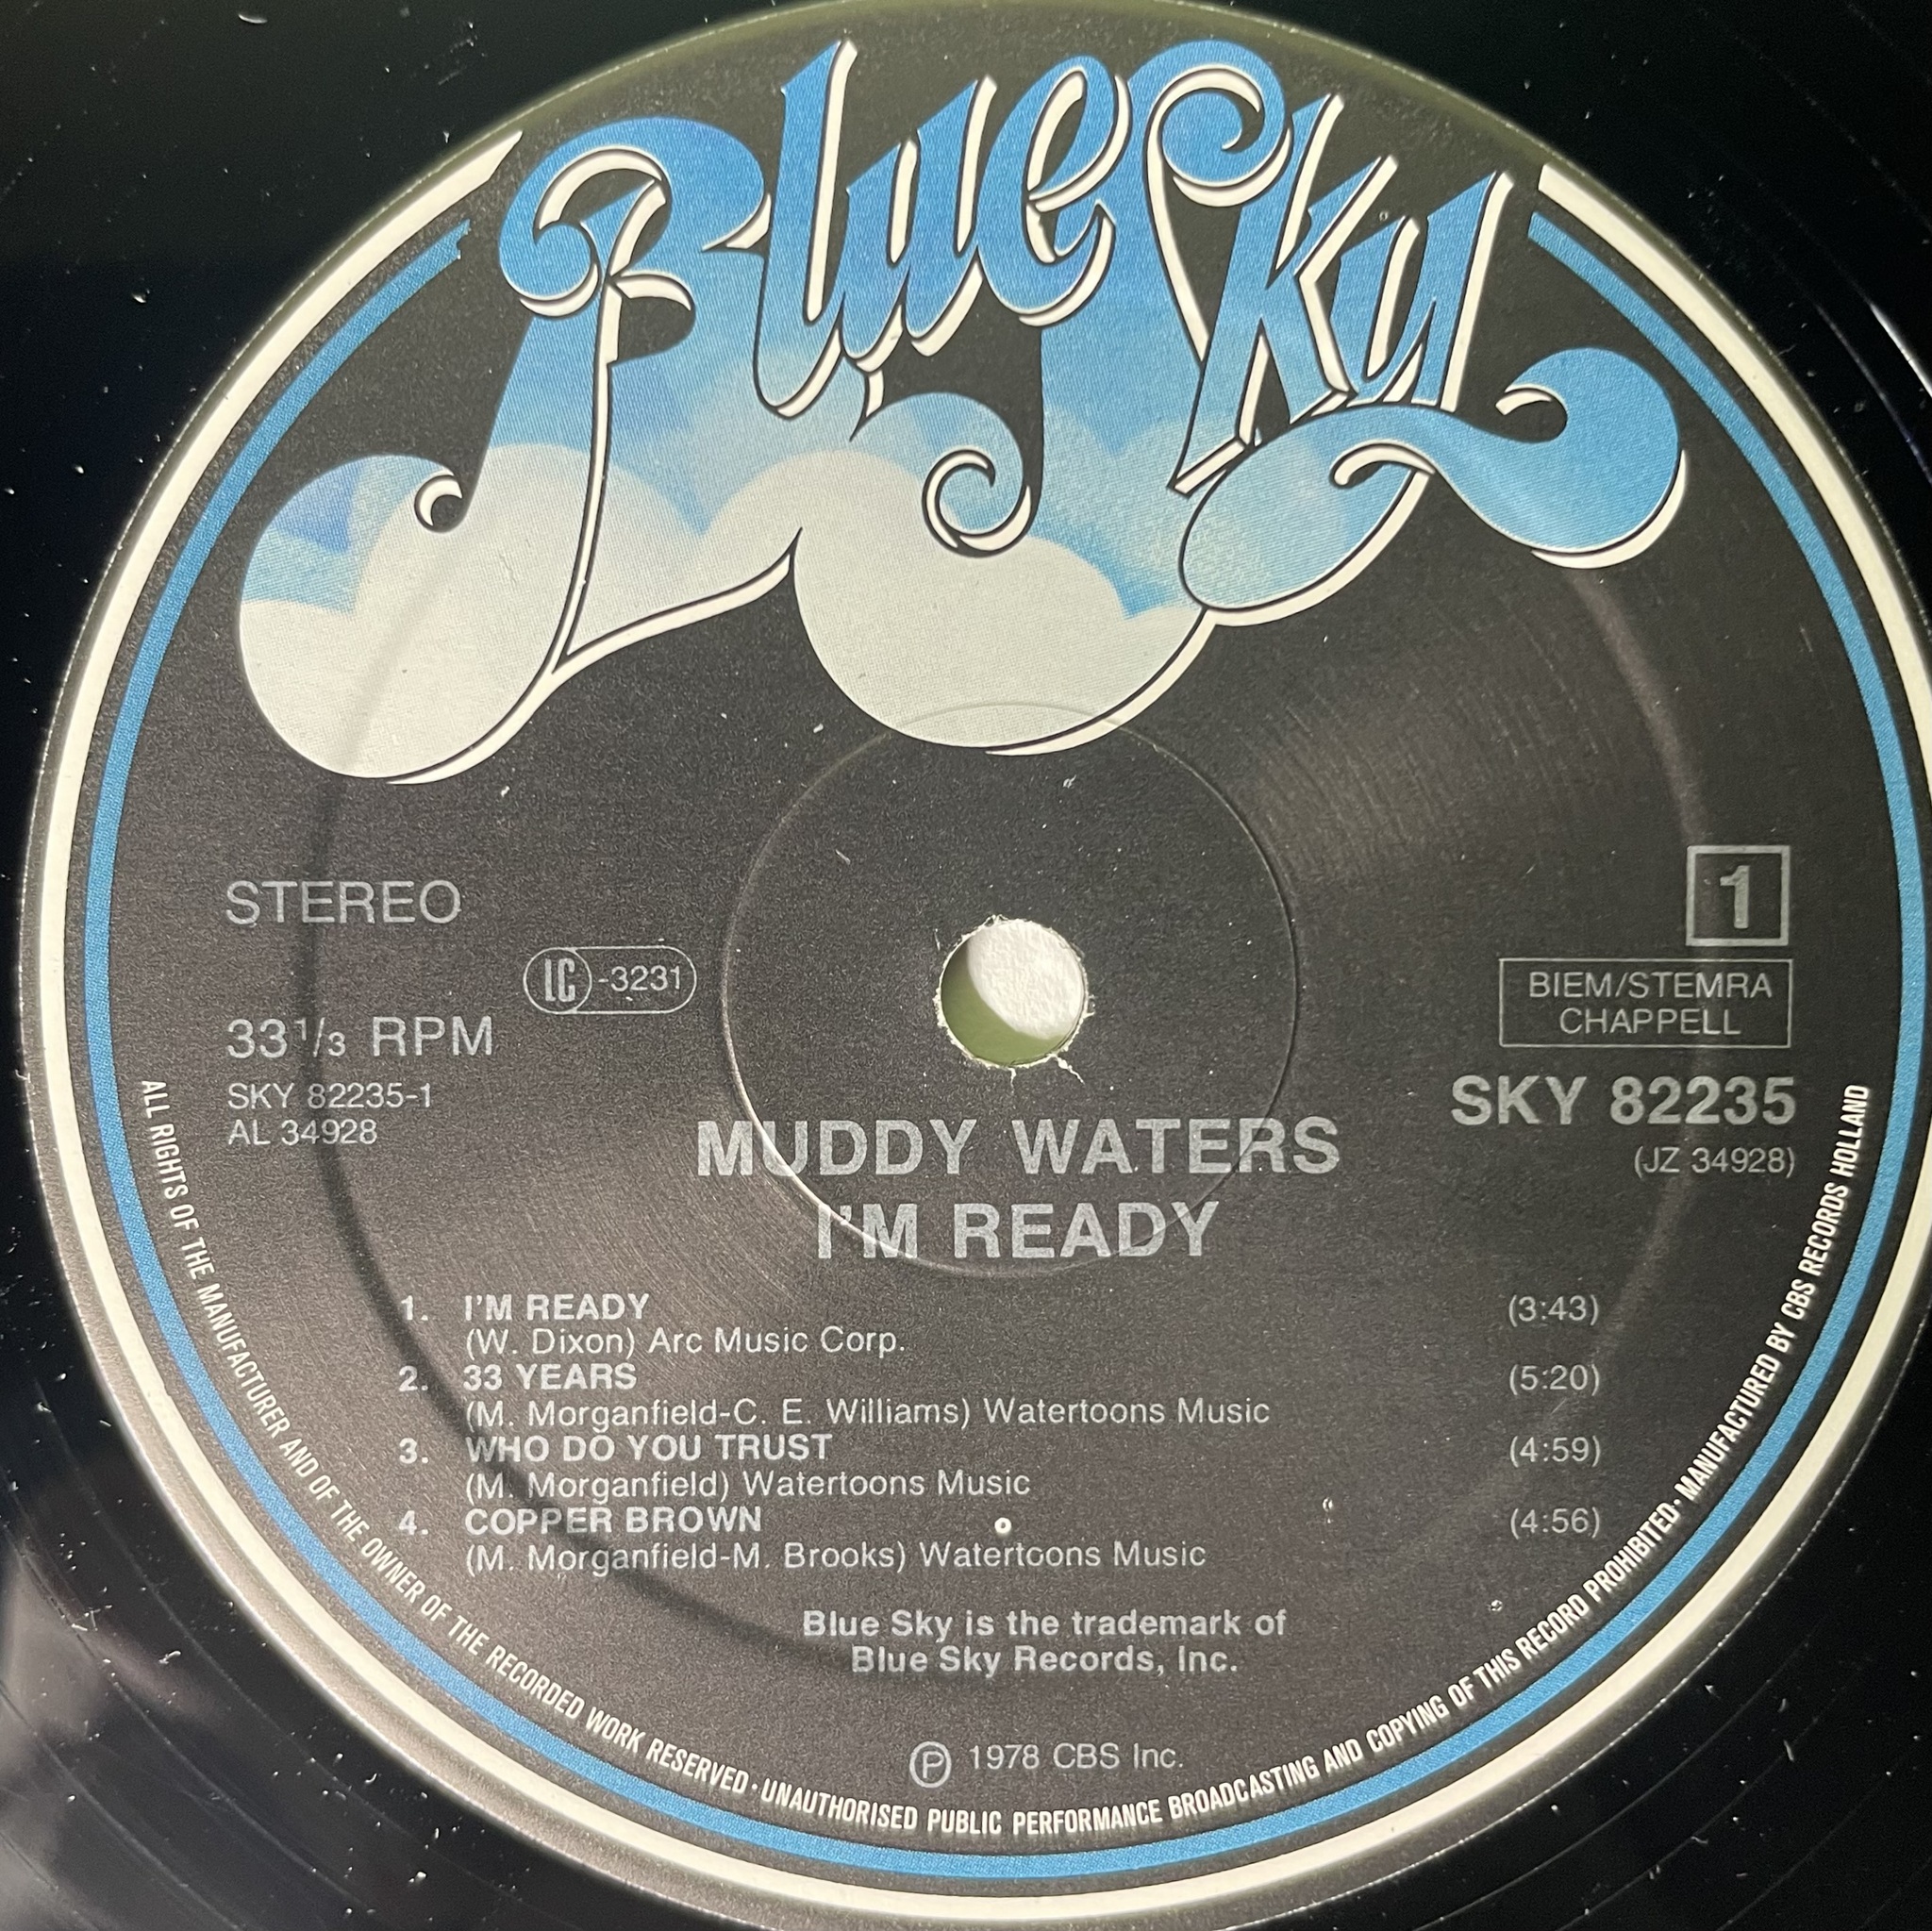 Blue Sky
STEREO
1
LC -3231
BIEM/STEMRA
CHAPPELL
33 1/3 RPM
SKY 82235-1
SKY 82235
AL 34928
(JZ 34928)
MUDDY WATERS
I'M READY
1. I'M READY (3:43)
(W. Dixon) Arc Music Corp.
2. 33 YEARS (5:20)
(M. Morganfield-C. E. Williams) Watertoons Music
3. WHO DO YOU TRUST (4:59)
(M. Morganfield) Watertoons Music
4. COPPER BROWN (4:56)
(M. Morganfield-M. Brooks) Watertoons Music
Blue Sky is the trademark of
Blue Sky Records, Inc.
℗ 1978 CBS Inc.
ALL RIGHTS OF THE MANUFACTURER AND OF THE OWNER OF THE RECORDED WORK RESERVED · UNAUTHORISED PUBLIC PERFORMANCE BROADCASTING AND COPYING OF THIS RECORD PROHIBITED · MANUFACTURED BY CBS RECORDS HOLLAND